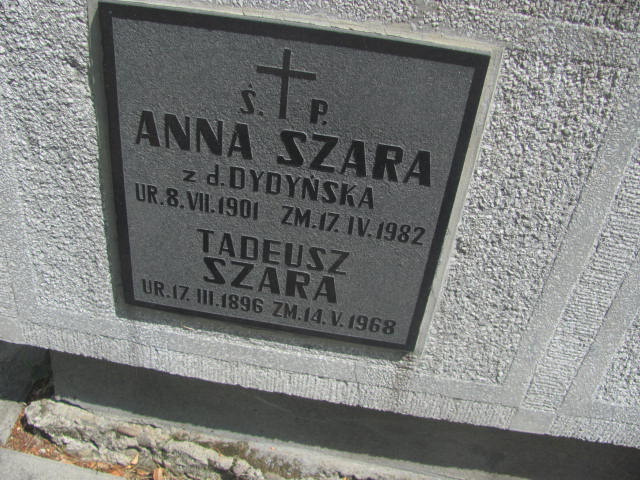 Ś. P.
ANNA SZARA
z d. DYDYŃSKA
UR. 8. VII. 1901 ZM. 17. IV. 1982
TADEUSZ
SZARA
UR. 17. III. 1896 ZM. 14. V. 1968